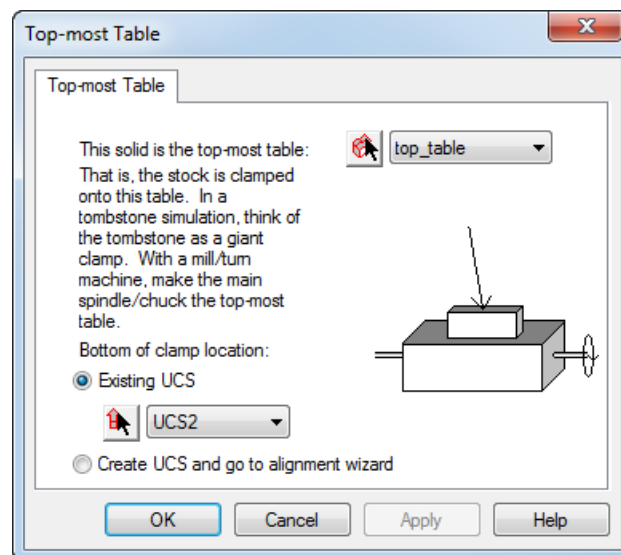 Top-most Table
Top-most Table
This solid is the top-most table:
top_table
That is, the stock is clamped
onto this table. In a
tombstone simulation, think of
the tombstone as a giant
clamp. With a mill/turn
machine, make the main
spindle/chuck the top-most
table.
Bottom of clamp location:
Existing UCS
UCS2
Create UCS and go to alignment wizard
OK
Cancel
Apply
Help